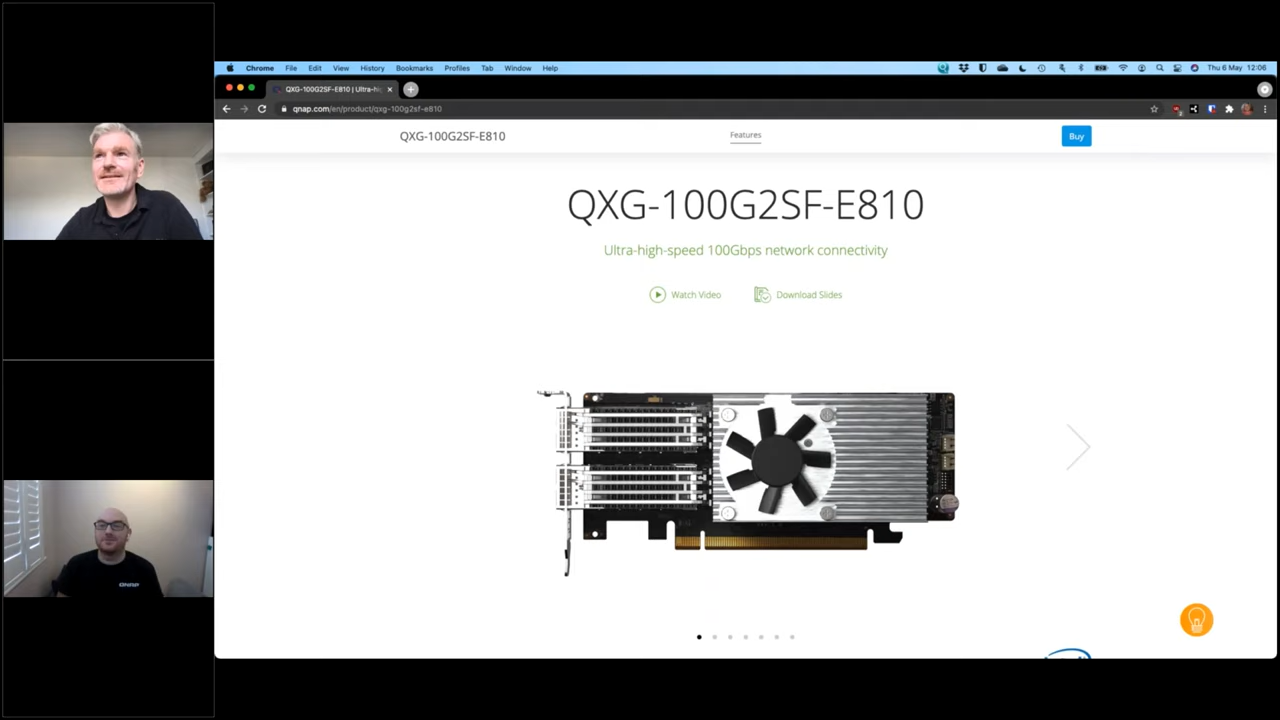 Chrome File Edit View History Bookmarks Profiles Tab Window Help Thu 6 May 12:06
QXG-100G2SF-E810 | Ultra-hi
qnap.com/en/product/qxg-100g2sf-e810
QXG-100G2SF-E810 Features Buy
QXG-100G2SF-E810
Ultra-high-speed 100Gbps network connectivity
Watch Video Download Slides
QNAP